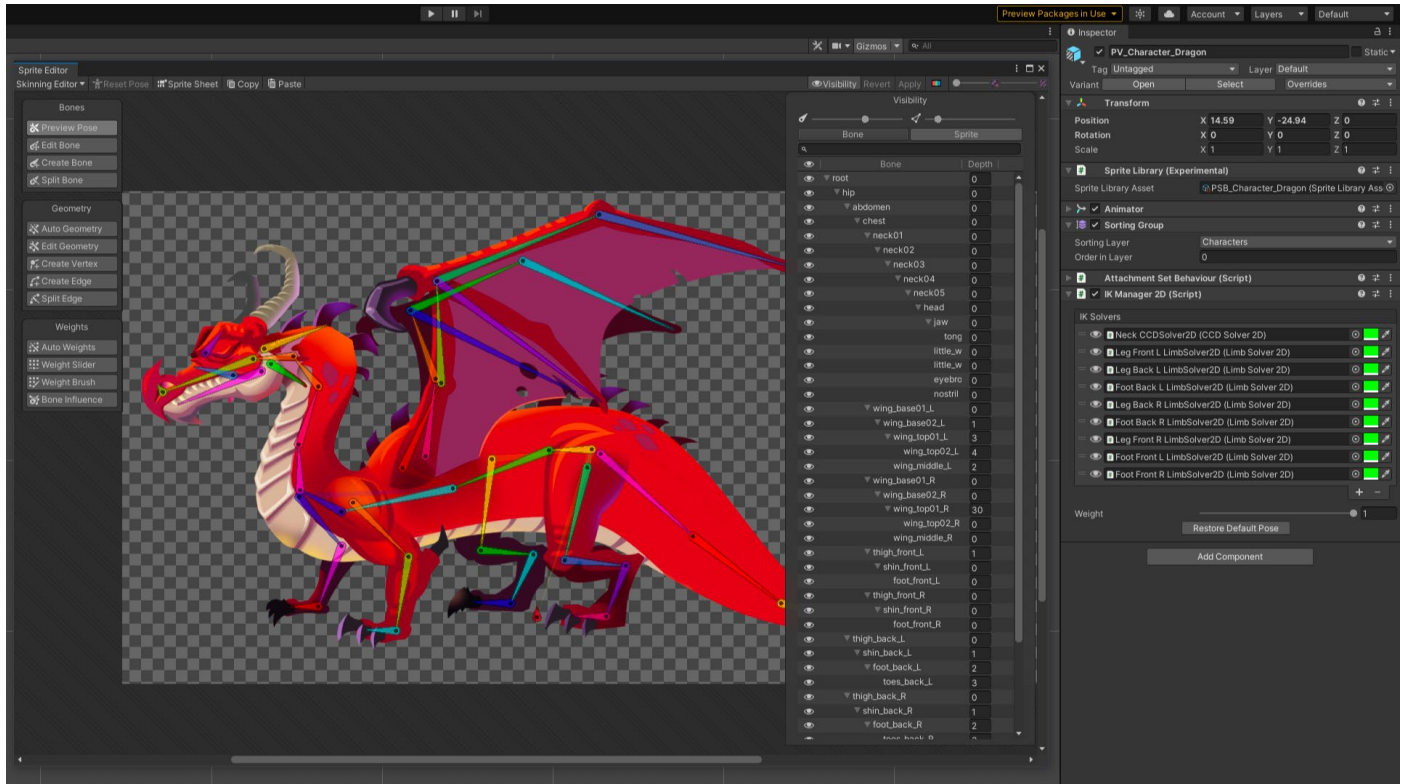 Preview Packages in Use
Account
Layers
Default
Inspector
Gizmos
All
PV_Character_Dragon
Static
Tag Untagged
Layer Default
Variant
Open
Select
Overrides
Transform
Position X 14.59 Y -24.94 Z 0
Rotation X 0 Y 0 Z 0
Scale X 1 Y 1 Z 1
Sprite Library (Experimental)
Sprite Library Asset PSB_Character_Dragon (Sprite Library Ass
Animator
Sorting Group
Sorting Layer Characters
Order in Layer 0
Attachment Set Behaviour (Script)
IK Manager 2D (Script)
IK Solvers
Neck CCDSolver2D (CCD Solver 2D)
Leg Front L LimbSolver2D (Limb Solver 2D)
Leg Back L LimbSolver2D (Limb Solver 2D)
Foot Back L LimbSolver2D (Limb Solver 2D)
Leg Back R LimbSolver2D (Limb Solver 2D)
Foot Back R LimbSolver2D (Limb Solver 2D)
Leg Front R LimbSolver2D (Limb Solver 2D)
Foot Front L LimbSolver2D (Limb Solver 2D)
Foot Front R LimbSolver2D (Limb Solver 2D)
Weight 1
Restore Default Pose
Add Component
Sprite Editor
Skinning Editor
Reset Pose
Sprite Sheet
Copy
Paste
Visibility
Revert
Apply
Bones
Preview Pose
Edit Bone
Create Bone
Split Bone
Geometry
Auto Geometry
Edit Geometry
Create Vertex
Create Edge
Split Edge
Weights
Auto Weights
Weight Slider
Weight Brush
Bone Influence
Visibility
Bone
Sprite
Bone Depth
root 0
hip 0
abdomen 0
chest 0
neck01 0
neck02 0
neck03 0
neck04 0
neck05 0
head 0
jaw 0
tong 0
little_w 0
little_w 0
eyebro 0
nostril 0
wing_base01_L 0
wing_base02_L 1
wing_top01_L 3
wing_top02_L 4
wing_middle_L 2
wing_base01_R 0
wing_base02_R 0
wing_top01_R 30
wing_top02_R 0
wing_middle_R 0
thigh_front_L 1
shin_front_L 0
foot_front_L 0
thigh_front_R 0
shin_front_R 0
foot_front_R 0
thigh_back_L 0
shin_back_L 1
foot_back_L 2
toes_back_L 3
thigh_back_R 0
shin_back_R 1
foot_back_R 2